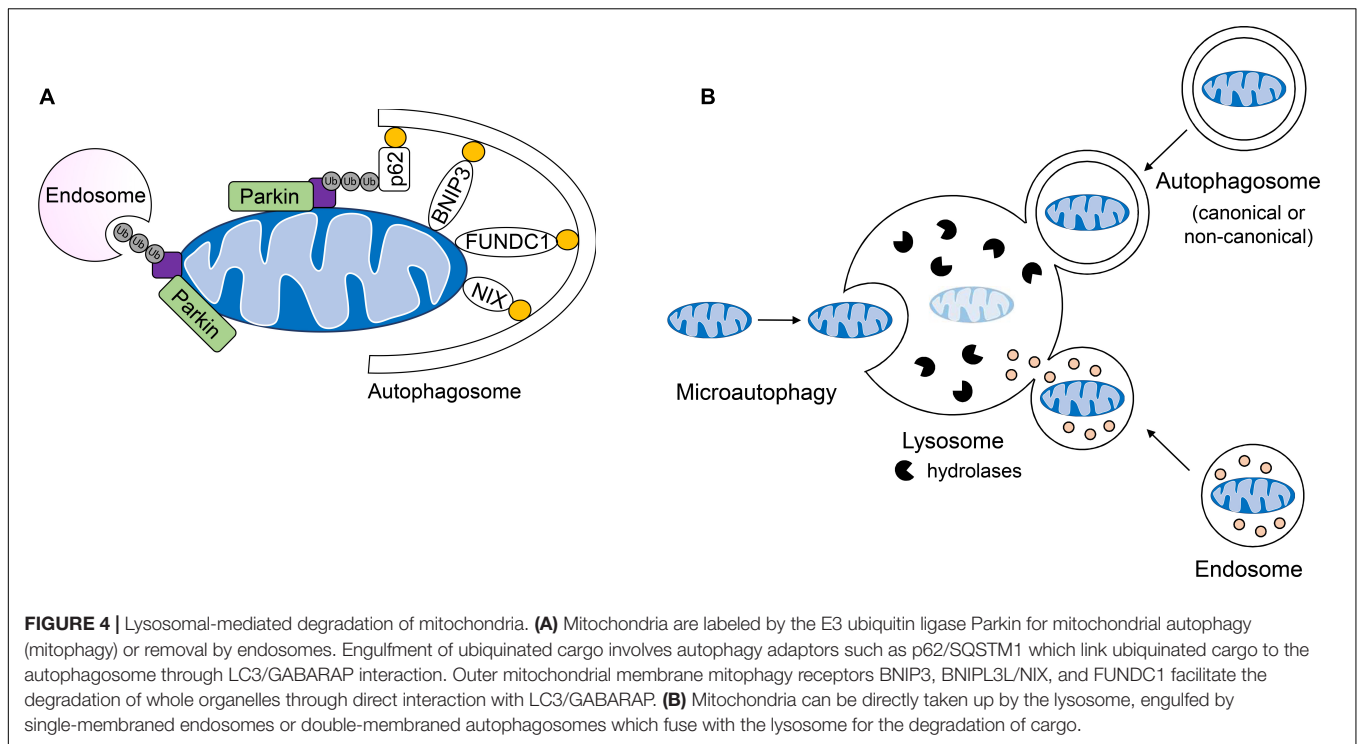 A
B
Endosome
Ub Ub Ub
Parkin
Ub Ub Ub
Parkin
p62
BNIP3
FUNDC1
NIX
Autophagosome
Autophagosome
(canonical or
non-canonical)
Microautophagy
Lysosome
hydrolases
Endosome
FIGURE 4 | Lysosomal-mediated degradation of mitochondria. (A) Mitochondria are labeled by the E3 ubiquitin ligase Parkin for mitochondrial autophagy
(mitophagy) or removal by endosomes. Engulfment of ubiquinated cargo involves autophagy adaptors such as p62/SQSTM1 which link ubiquinated cargo to the
autophagosome through LC3/GABARAP interaction. Outer mitochondrial membrane mitophagy receptors BNIP3, BNIPL3L/NIX, and FUNDC1 facilitate the
degradation of whole organelles through direct interaction with LC3/GABARAP. (B) Mitochondria can be directly taken up by the lysosome, engulfed by
single-membraned endosomes or double-membraned autophagosomes which fuse with the lysosome for the degradation of cargo.